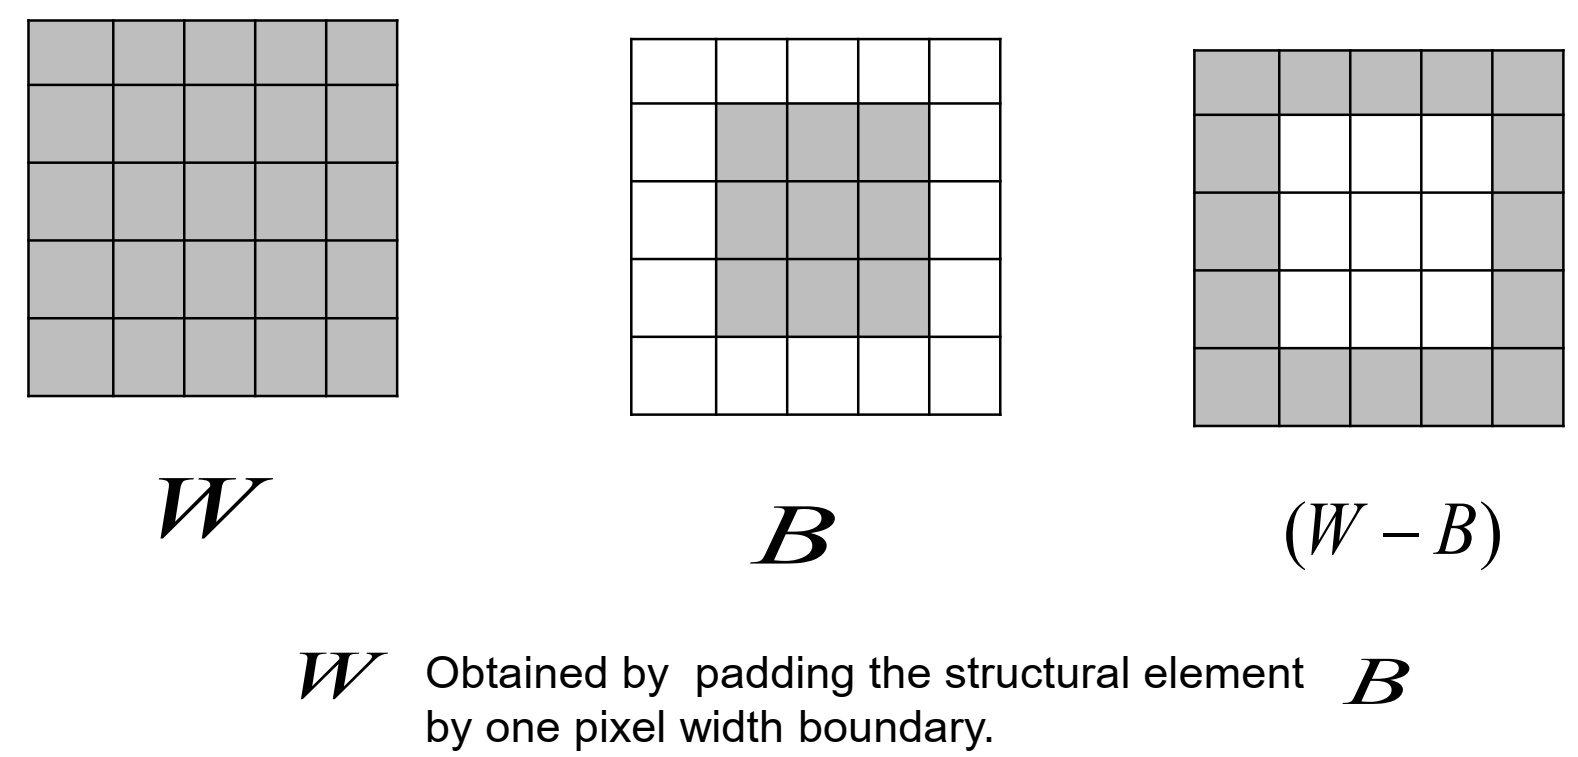 W
B
(W – B)
W Obtained by padding the structural element B
by one pixel width boundary.